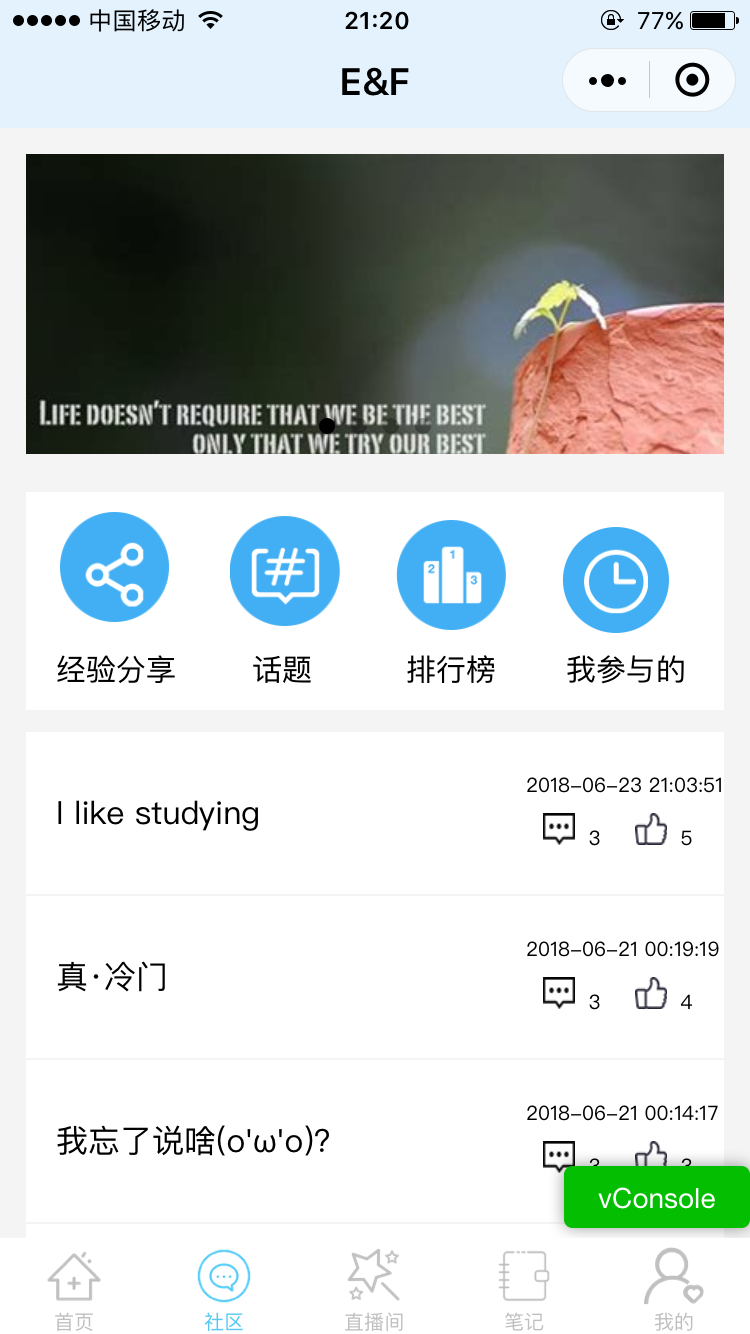 中国移动 21:20 77%
E&F
LIFE DOESN'T REQUIRE THAT WE BE THE BEST
ONLY THAT WE TRY OUR BEST
1
2
3
经验分享 话题 排行榜 我参与的
2018-06-23 21:03:51
I like studying
3 5
2018-06-21 00:19:19
真·冷门
3 4
2018-06-21 00:14:17
我忘了说啥(o'ω'o)?
vConsole
首页 社区 直播间 笔记 我的